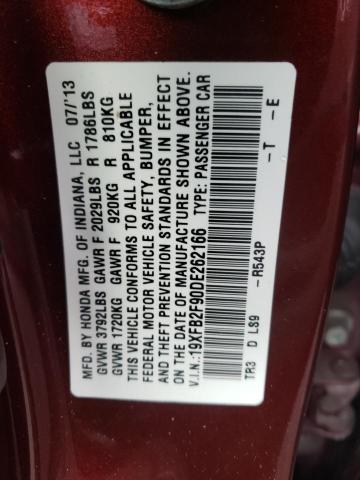 MFD. BY HONDA MFG. OF INDIANA, LLC 07/'13
GVWR 3792LBS GAWR F 2029LBS R 1786LBS
GVWR 1720KG GAWR F 920KG R 810KG
THIS VEHICLE CONFORMS TO ALL APPLICABLE
FEDERAL MOTOR VEHICLE SAFETY, BUMPER,
AND THEFT PREVENTION STANDARDS IN EFFECT
ON THE DATE OF MANUFACTURE SHOWN ABOVE.
V.I.N.:19XFB2F90DE262166 TYPE: PASSENGER CAR
TR3 D LS9 -R543P -T -E